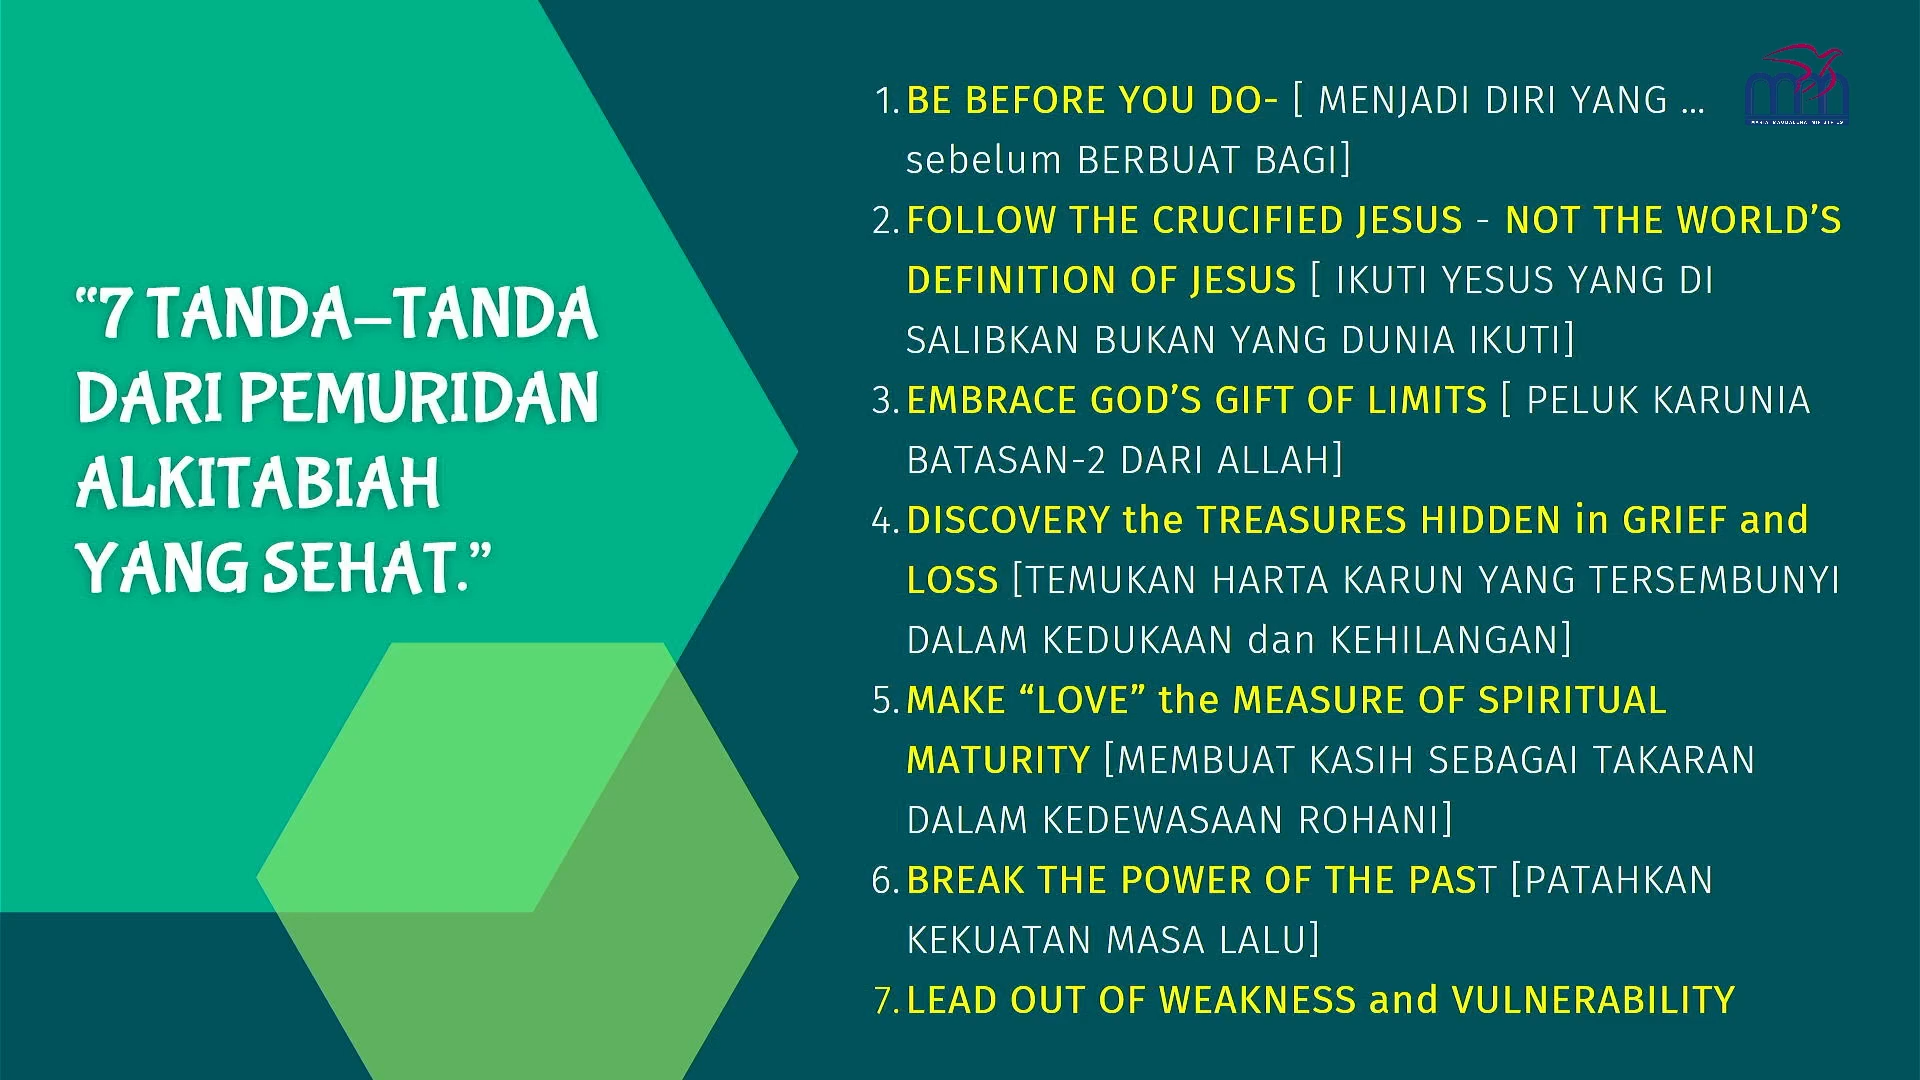 “7 TANDA–TANDA
DARI PEMURIDAN
ALKITABIAH
YANG SEHAT.”
1. BE BEFORE YOU DO- [ MENJADI DIRI YANG ...
sebelum BERBUAT BAGI]
2. FOLLOW THE CRUCIFIED JESUS - NOT THE WORLD’S
DEFINITION OF JESUS [ IKUTI YESUS YANG DI
SALIBKAN BUKAN YANG DUNIA IKUTI]
3. EMBRACE GOD’S GIFT OF LIMITS [ PELUK KARUNIA
BATASAN-2 DARI ALLAH]
4. DISCOVERY the TREASURES HIDDEN in GRIEF and
LOSS [TEMUKAN HARTA KARUN YANG TERSEMBUNYI
DALAM KEDUKAAN dan KEHILANGAN]
5. MAKE “LOVE” the MEASURE OF SPIRITUAL
MATURITY [MEMBUAT KASIH SEBAGAI TAKARAN
DALAM KEDEWASAAN ROHANI]
6. BREAK THE POWER OF THE PAST [PATAHKAN
KEKUATAN MASA LALU]
7. LEAD OUT OF WEAKNESS and VULNERABILITY